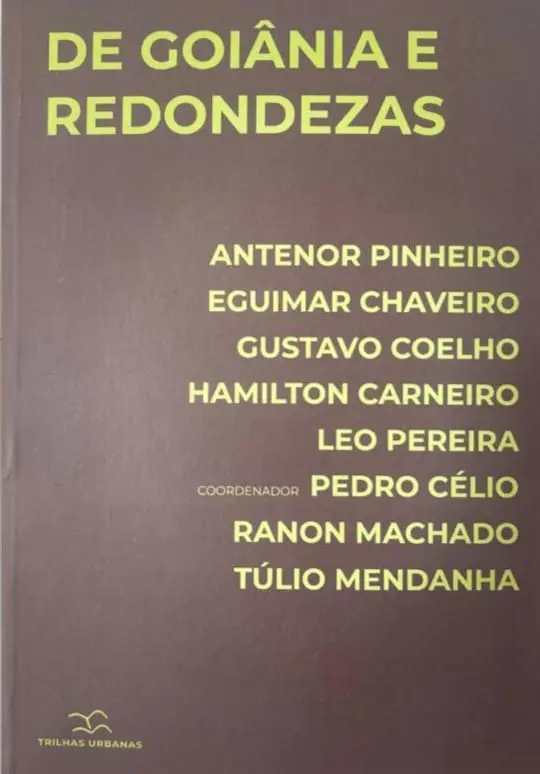 DE GOIÂNIA E
REDONDEZAS
ANTENOR PINHEIRO
EGUIMAR CHAVEIRO
GUSTAVO COELHO
HAMILTON CARNEIRO
LEO PEREIRA
COORDENADOR PEDRO CÉLIO
RANON MACHADO
TÚLIO MENDANHA
TRILHAS URBANAS